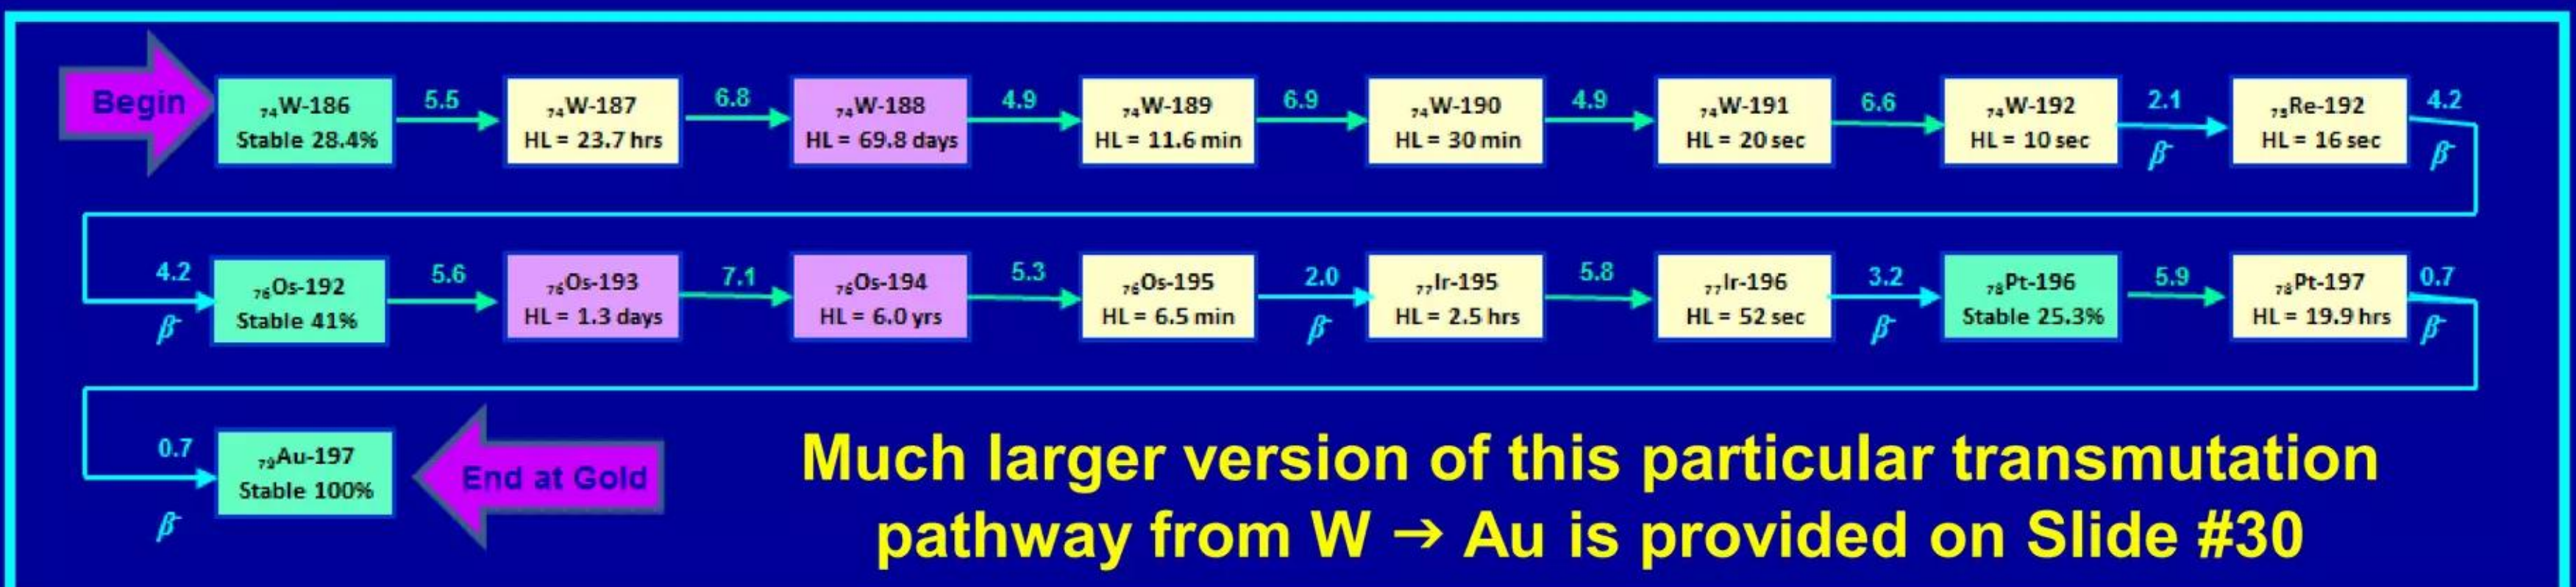 Begin
₇₄W-186
Stable 28.4%
5.5
₇₄W-187
HL = 23.7 hrs
6.8
₇₄W-188
HL = 69.8 days
4.9
₇₄W-189
HL = 11.6 min
6.9
₇₄W-190
HL = 30 min
4.9
₇₄W-191
HL = 20 sec
6.6
₇₄W-192
HL = 10 sec
2.1
β⁻
₇₅Re-192
HL = 16 sec
4.2
β⁻
4.2
β⁻
₇₆Os-192
Stable 41%
5.6
₇₆Os-193
HL = 1.3 days
7.1
₇₆Os-194
HL = 6.0 yrs
5.3
₇₆Os-195
HL = 6.5 min
2.0
β⁻
₇₇Ir-195
HL = 2.5 hrs
5.8
₇₇Ir-196
HL = 52 sec
3.2
β⁻
₇₈Pt-196
Stable 25.3%
5.9
₇₈Pt-197
HL = 19.9 hrs
0.7
β⁻
0.7
β⁻
₇₉Au-197
Stable 100%
End at Gold
Much larger version of this particular transmutation
pathway from W → Au is provided on Slide #30